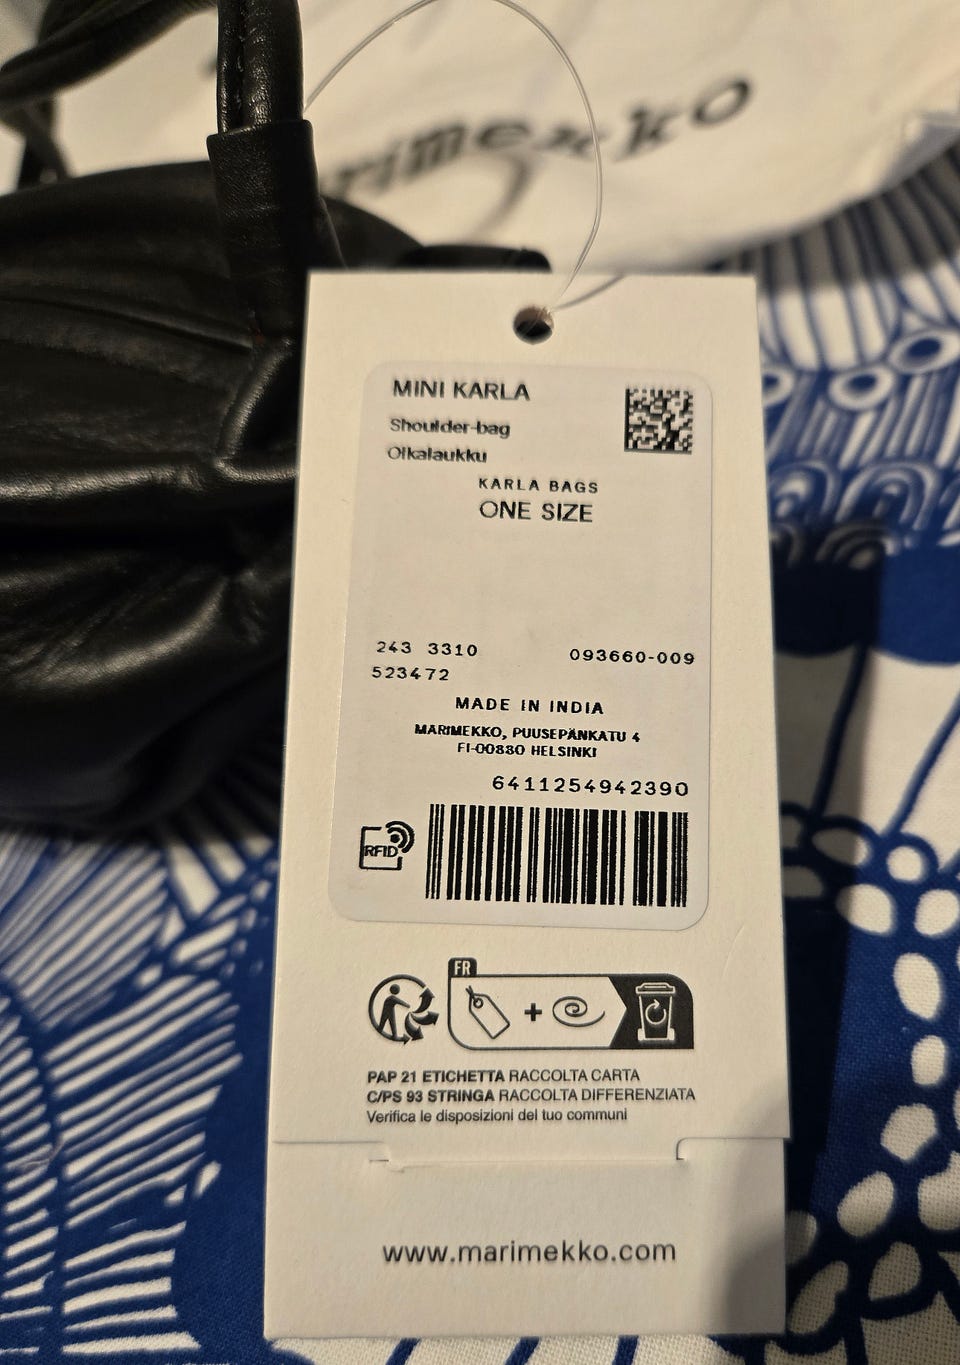 marimekko
MINI KARLA
Shoulder-bag
Olkalaukku
KARLA BAGS
ONE SIZE
243 3310
093660-009
523472
MADE IN INDIA
MARIMEKKO, PUUSEPÄNKATU 4
FI-00880 HELSINKI
6411254942390
RFID
FR
PAP 21 ETICHETTA RACCOLTA CARTA
C/PS 93 STRINGA RACCOLTA DIFFERENZIATA
Verifica le disposizioni del tuo communi
www.marimekko.com